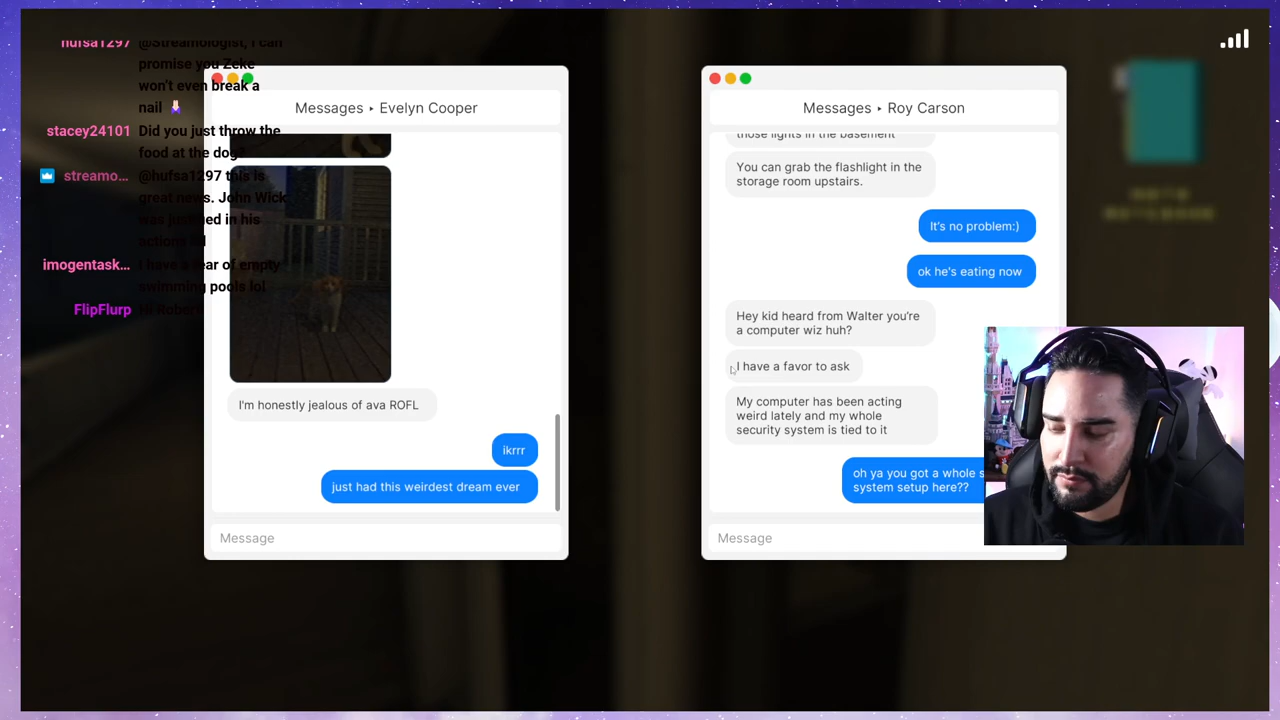 hufsa1297 @Streamologist, I can
promise you Zeke
won't even break a
nail
stacey24101 Did you just throw the
food at the dog?
streamo... @hufsa1297 this is
great news. John Wick
was
in his
imogentask... I have a fear of empty
swimming pools lol
FlipFlurp Hi Robert
Messages ▸ Evelyn Cooper
I'm honestly jealous of ava ROFL
ikrrr
just had this weirdest dream ever
Message
Messages ▸ Roy Carson
those lights in the basement
You can grab the flashlight in the
storage room upstairs.
It's no problem:)
ok he's eating now
Hey kid heard from Walter you're
a computer wiz huh?
I have a favor to ask
My computer has been acting
weird lately and my whole
security system is tied to it
oh ya you got a whole s
system setup here??
Message